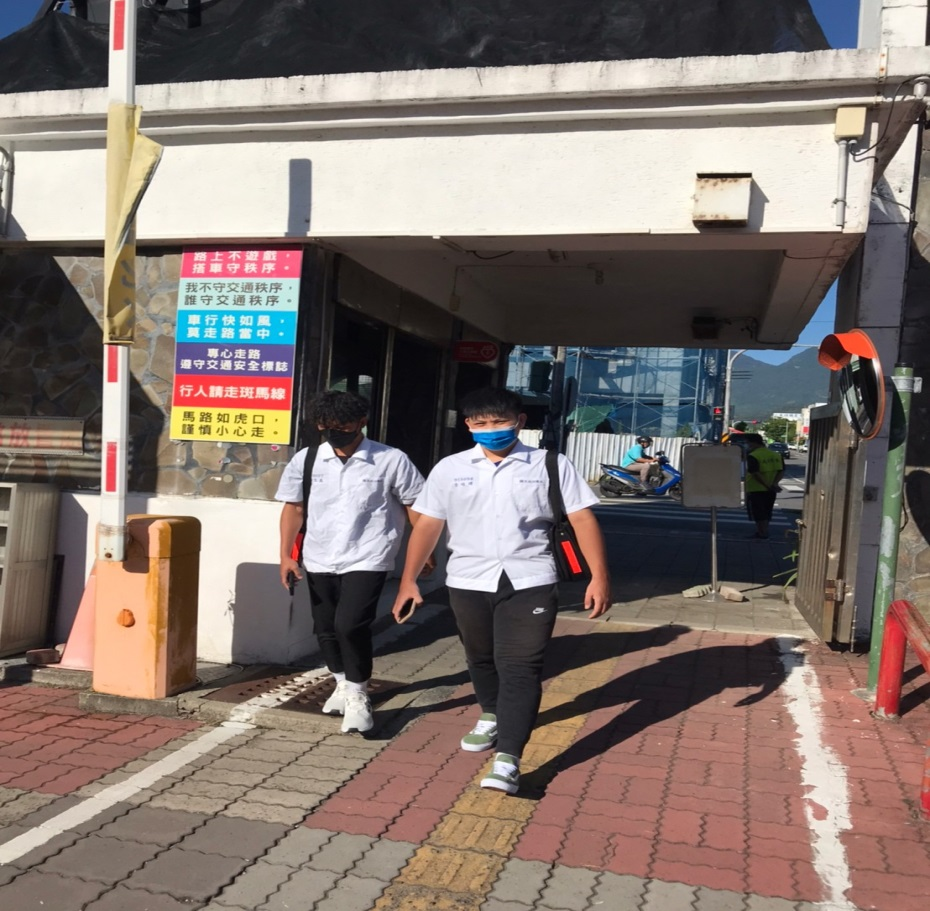 路上不遊戲，
搭車守秩序。
我不守交通秩序，
誰守交通秩序。
車行快如風，
莫走路當中。
專心走路
遵守交通安全標誌
行人請走斑馬線
馬路如虎口，
謹慎小心走。